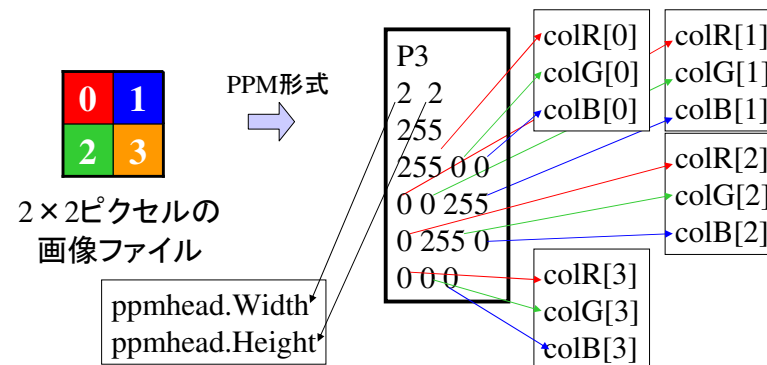 0 1
2 3
2×2ピクセルの
画像ファイル
PPM形式
P3
2 2
255
255 0 0
0 0 255
0 255 0
0 0 0
ppmhead.Width
ppmhead.Height
colR[0]
colG[0]
colB[0]
colR[1]
colG[1]
colB[1]
colR[2]
colG[2]
colB[2]
colR[3]
colG[3]
colB[3]